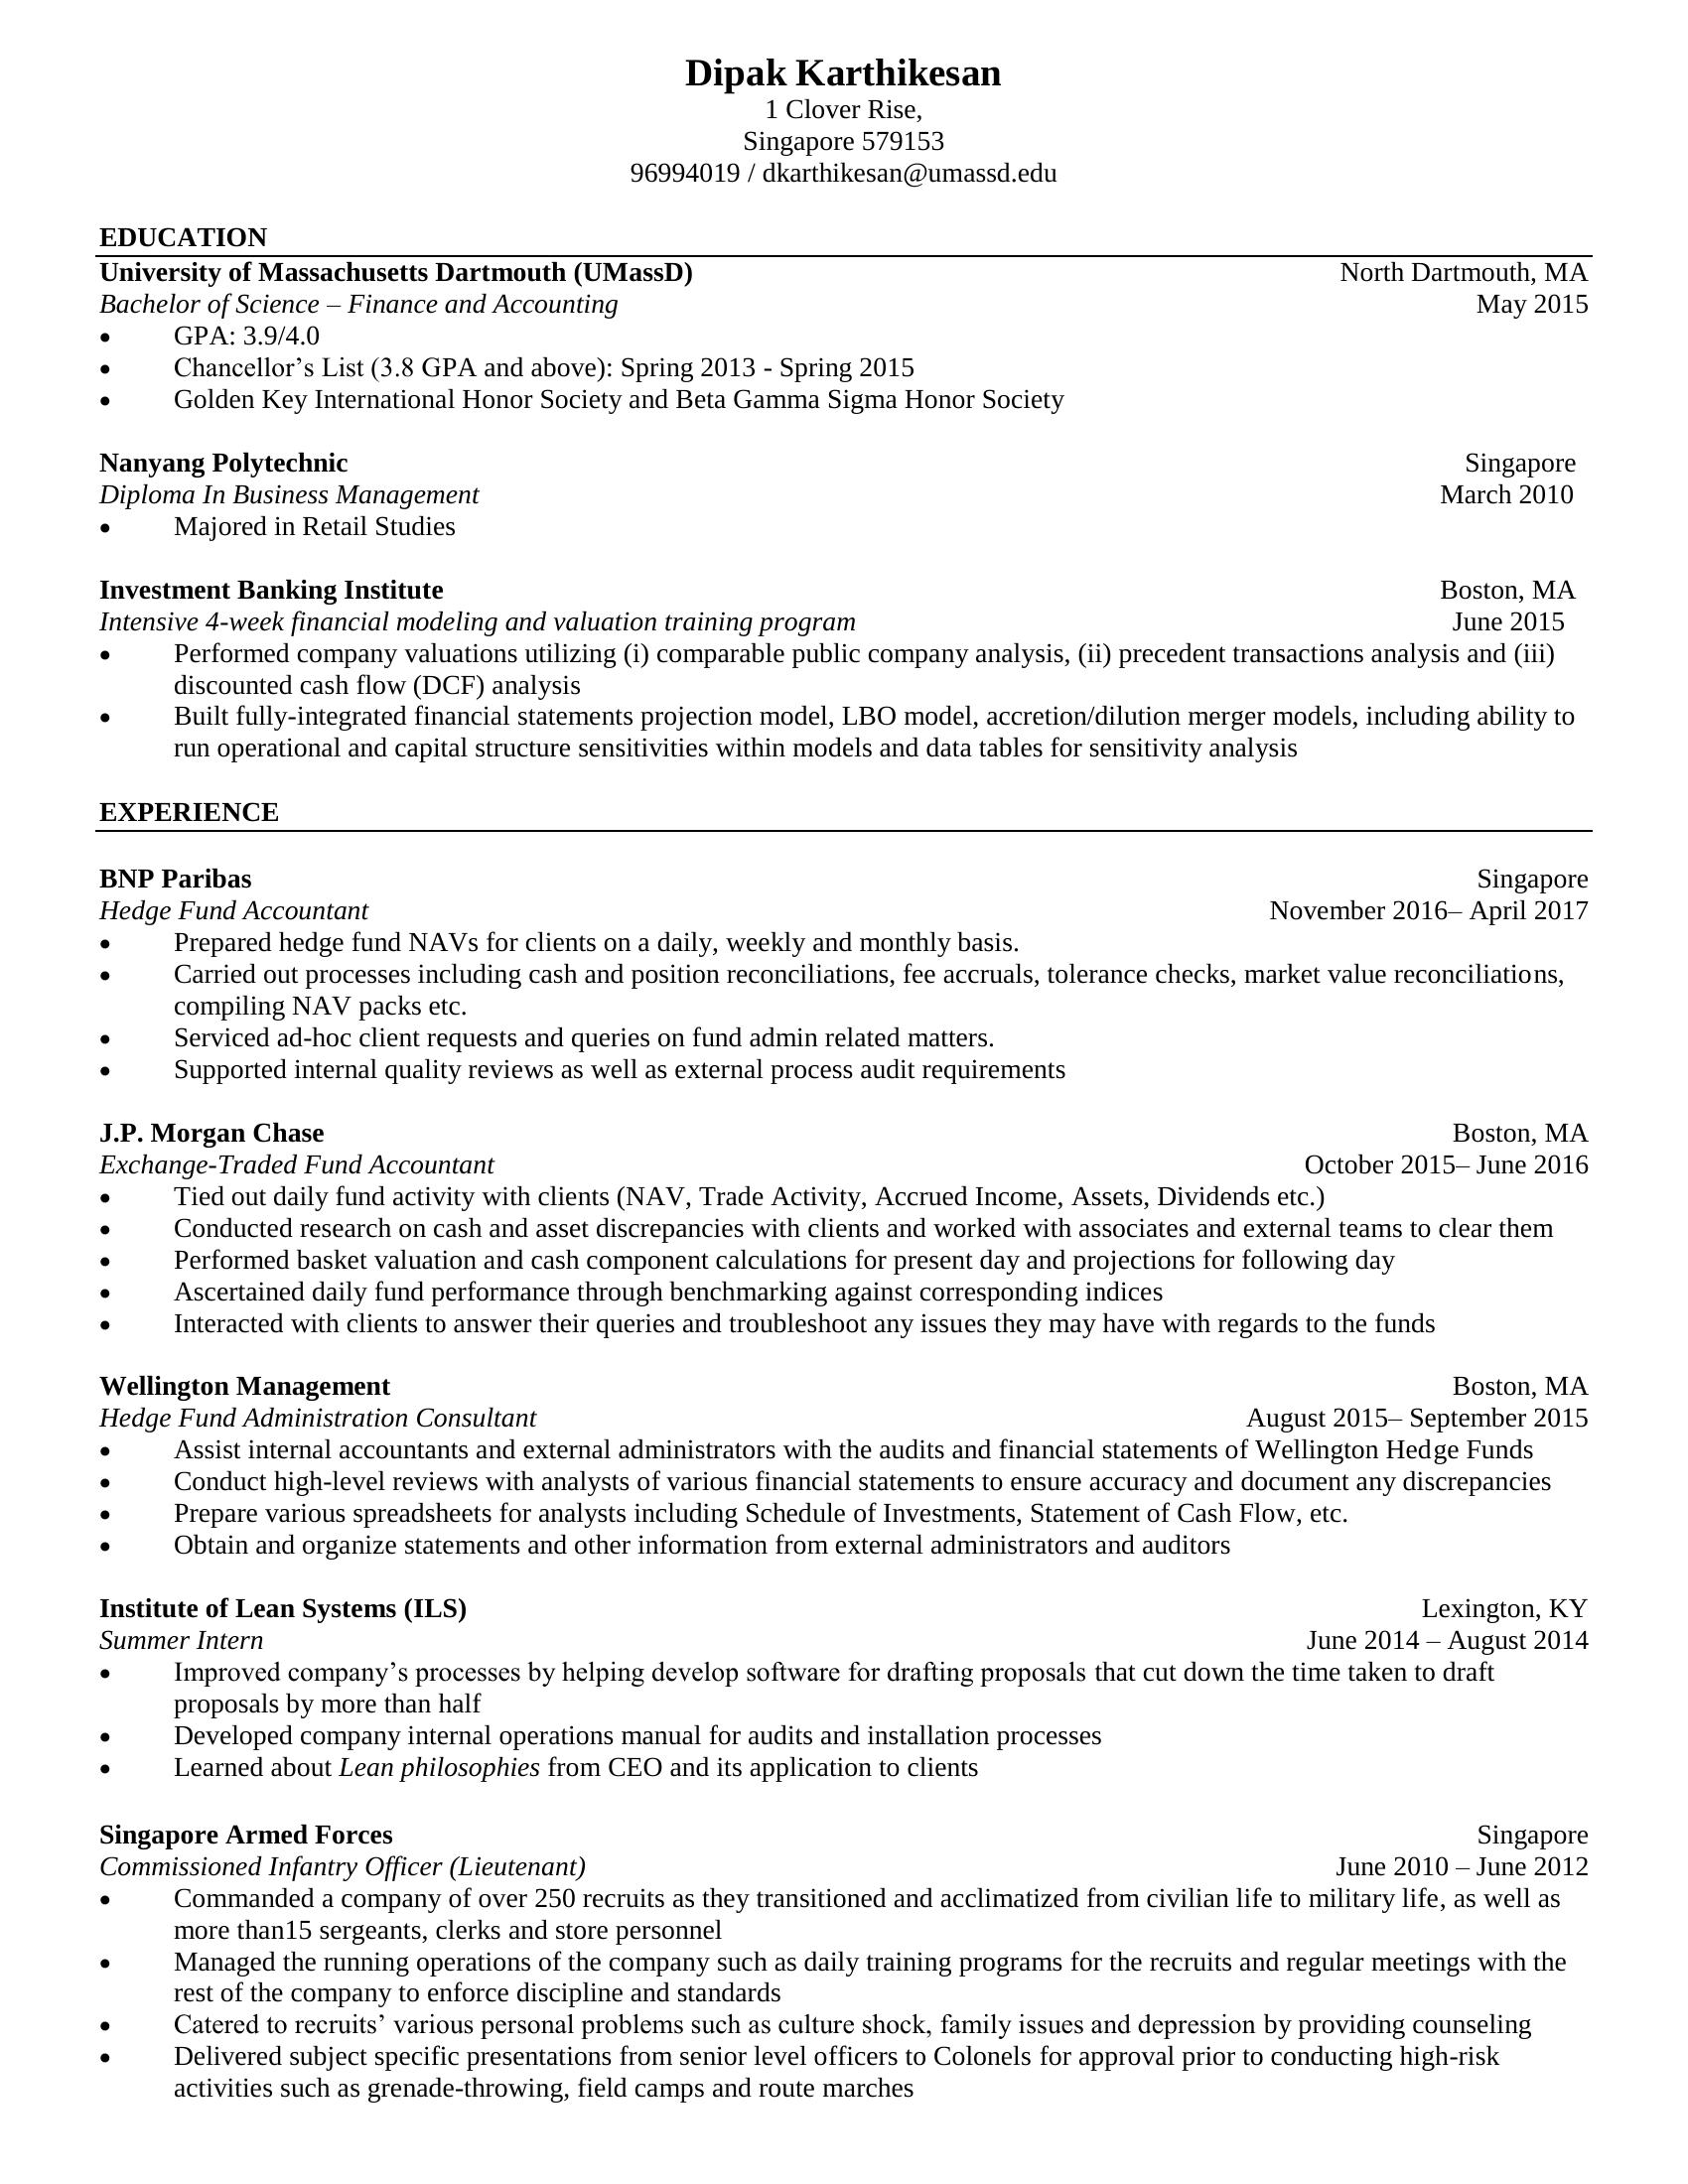 Dipak Karthikesan
1 Clover Rise,
Singapore 579153
96994019 / dkarthikesan@umassd.edu
EDUCATION
University of Massachusetts Dartmouth (UMassD) North Dartmouth, MA
Bachelor of Science – Finance and Accounting May 2015
• GPA: 3.9/4.0
• Chancellor’s List (3.8 GPA and above): Spring 2013 - Spring 2015
• Golden Key International Honor Society and Beta Gamma Sigma Honor Society
Nanyang Polytechnic Singapore
Diploma In Business Management March 2010
• Majored in Retail Studies
Investment Banking Institute Boston, MA
Intensive 4-week financial modeling and valuation training program June 2015
• Performed company valuations utilizing (i) comparable public company analysis, (ii) precedent transactions analysis and (iii)
discounted cash flow (DCF) analysis
• Built fully-integrated financial statements projection model, LBO model, accretion/dilution merger models, including ability to
run operational and capital structure sensitivities within models and data tables for sensitivity analysis
EXPERIENCE
BNP Paribas Singapore
Hedge Fund Accountant November 2016– April 2017
• Prepared hedge fund NAVs for clients on a daily, weekly and monthly basis.
• Carried out processes including cash and position reconciliations, fee accruals, tolerance checks, market value reconciliations,
compiling NAV packs etc.
• Serviced ad-hoc client requests and queries on fund admin related matters.
• Supported internal quality reviews as well as external process audit requirements
J.P. Morgan Chase Boston, MA
Exchange-Traded Fund Accountant October 2015– June 2016
• Tied out daily fund activity with clients (NAV, Trade Activity, Accrued Income, Assets, Dividends etc.)
• Conducted research on cash and asset discrepancies with clients and worked with associates and external teams to clear them
• Performed basket valuation and cash component calculations for present day and projections for following day
• Ascertained daily fund performance through benchmarking against corresponding indices
• Interacted with clients to answer their queries and troubleshoot any issues they may have with regards to the funds
Wellington Management Boston, MA
Hedge Fund Administration Consultant August 2015– September 2015
• Assist internal accountants and external administrators with the audits and financial statements of Wellington Hedge Funds
• Conduct high-level reviews with analysts of various financial statements to ensure accuracy and document any discrepancies
• Prepare various spreadsheets for analysts including Schedule of Investments, Statement of Cash Flow, etc.
• Obtain and organize statements and other information from external administrators and auditors
Institute of Lean Systems (ILS) Lexington, KY
Summer Intern June 2014 – August 2014
• Improved company’s processes by helping develop software for drafting proposals that cut down the time taken to draft
proposals by more than half
• Developed company internal operations manual for audits and installation processes
• Learned about Lean philosophies from CEO and its application to clients
Singapore Armed Forces Singapore
Commissioned Infantry Officer (Lieutenant) June 2010 – June 2012
• Commanded a company of over 250 recruits as they transitioned and acclimatized from civilian life to military life, as well as
more than15 sergeants, clerks and store personnel
• Managed the running operations of the company such as daily training programs for the recruits and regular meetings with the
rest of the company to enforce discipline and standards
• Catered to recruits’ various personal problems such as culture shock, family issues and depression by providing counseling
• Delivered subject specific presentations from senior level officers to Colonels for approval prior to conducting high-risk
activities such as grenade-throwing, field camps and route marches